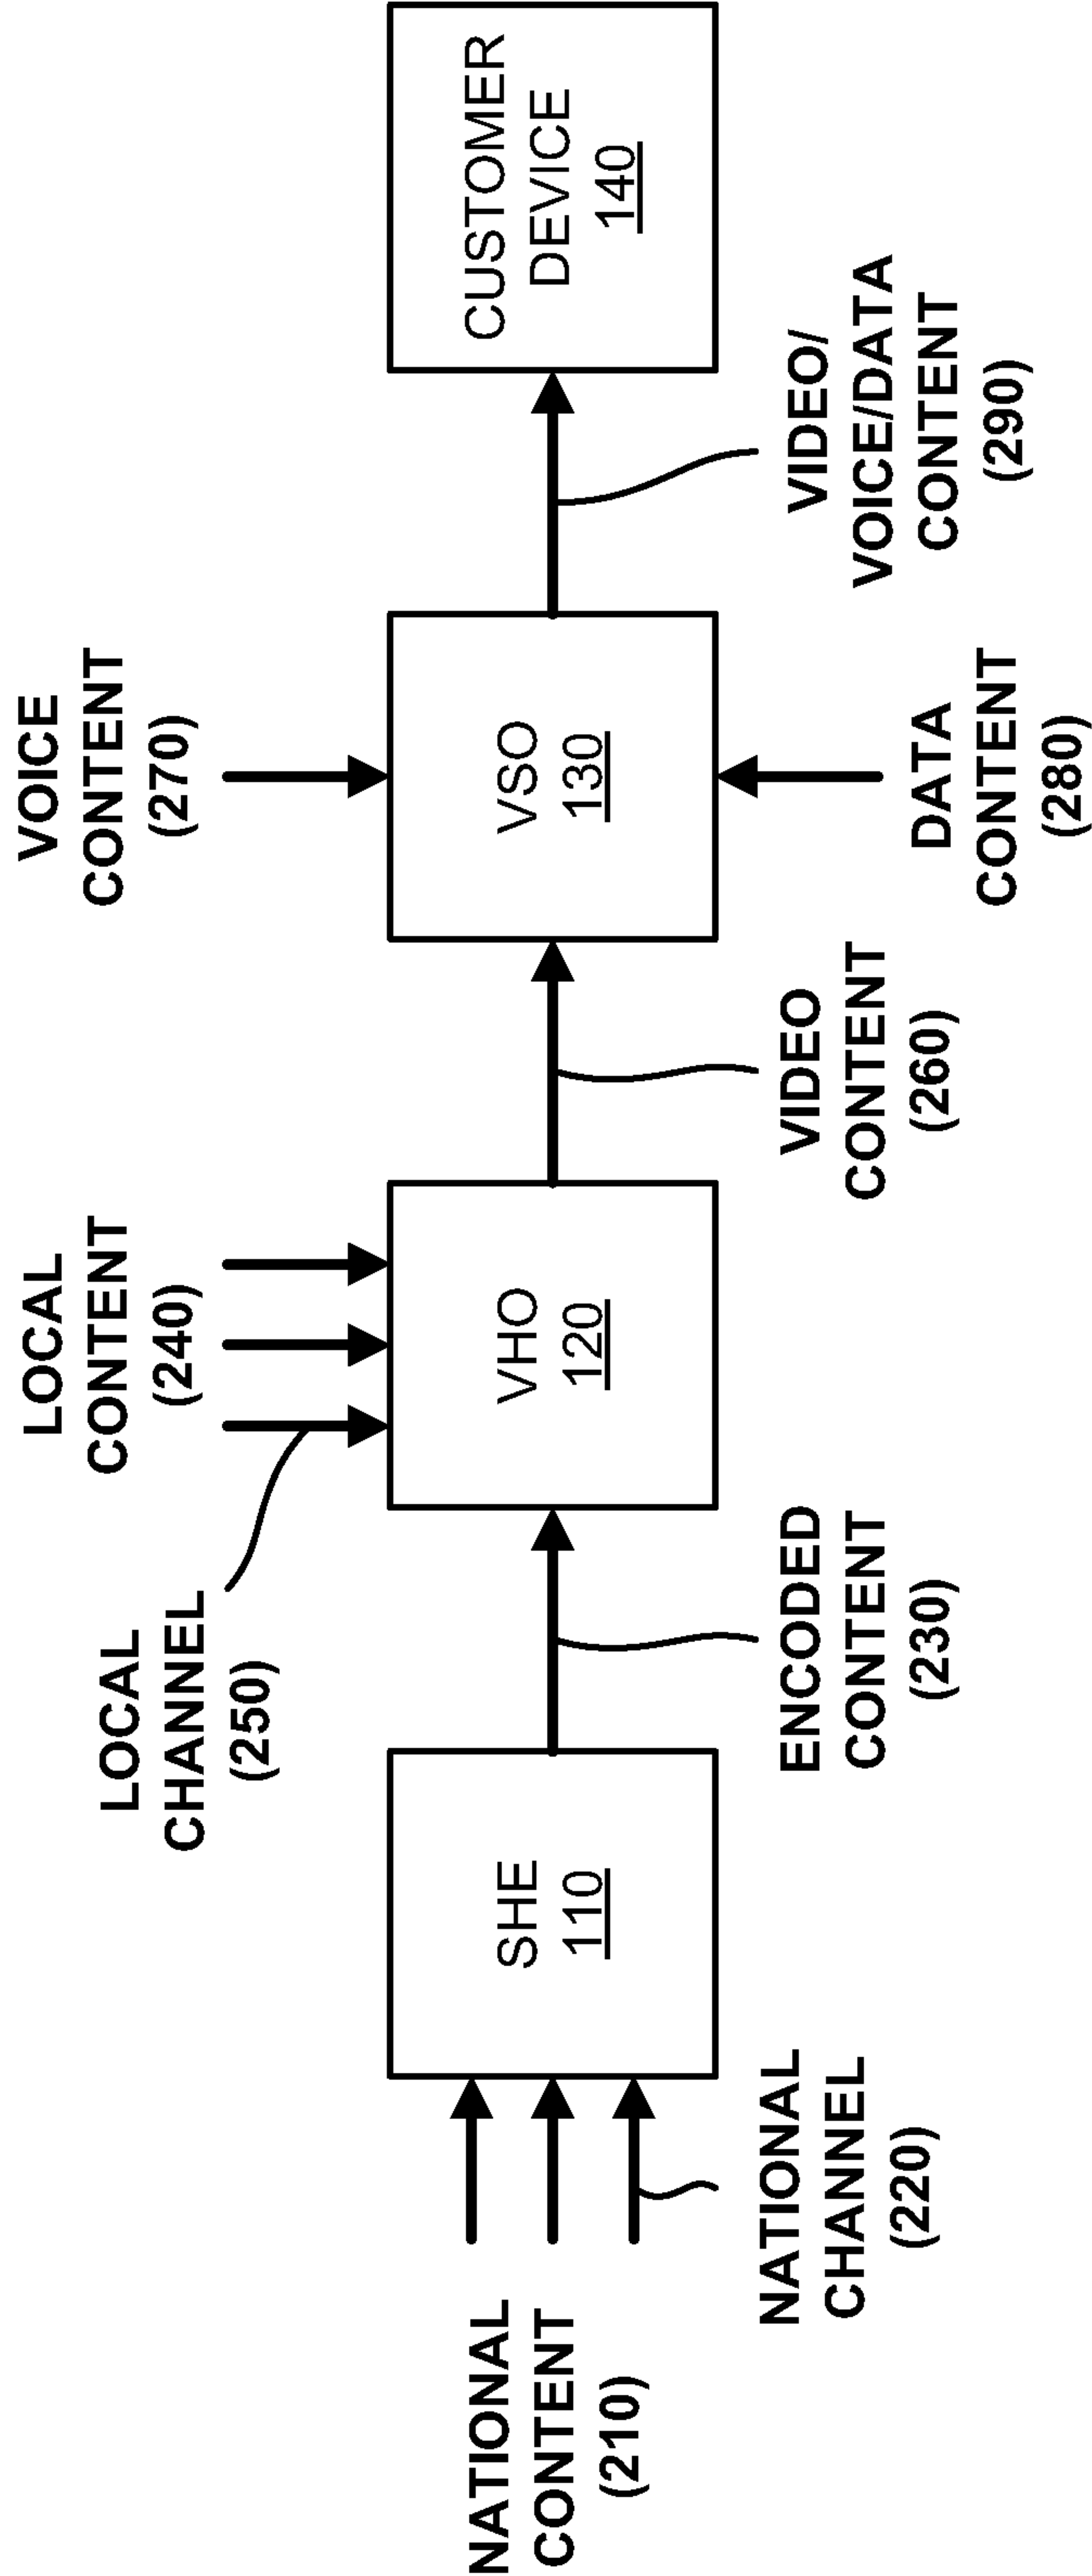 NATIONAL
CONTENT
(210)
NATIONAL
CHANNEL
(220)
SHE
110
LOCAL
CHANNEL
(250)
ENCODED
CONTENT
(230)
LOCAL
CONTENT
(240)
VHO
120
VIDEO
CONTENT
(260)
VOICE
CONTENT
(270)
VSO
130
DATA
CONTENT
(280)
VIDEO/
VOICE/DATA
CONTENT
(290)
CUSTOMER
DEVICE
140